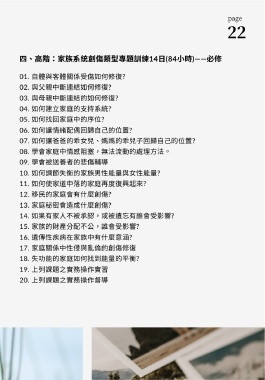 page
22
四、高階：家族系統創傷類型專題訓練14日(84小時)——必修
01. 自體與客體關係受傷如何修復?
02. 與父親中斷連結如何修復?
03. 與母親中斷連結的如何修復?
04. 如何建立家庭的支持系統?
05. 如何找回家庭中的序位?
06. 如何讓情緒配偶回歸自己的位置?
07. 如何讓爸爸的乖女兒、媽媽的乖兒子回歸自己的位置?
08. 學會家庭中情感阻塞，無法流動的處理方法。
09. 學會被送養者的悲傷輔導
10. 如何調節失衡的家族男性能量與女性能量?
11. 如何使家道中落的家庭再度復興起來?
12. 移民的家庭會有什麼創傷?
13. 家庭秘密會造成什麼創傷?
14. 如果有家人不被承認，或被遺忘有誰會受影響?
15. 家族的財產分配不公，誰會受影響?
16. 遺傳性疾病在家族中有什麼意涵?
17. 家庭關係中性侵與亂倫的創傷修復
18. 失功能的家庭如何找到能量的平衡?
19. 上列課題之實務操作實習
20. 上列課題之實務操作督導